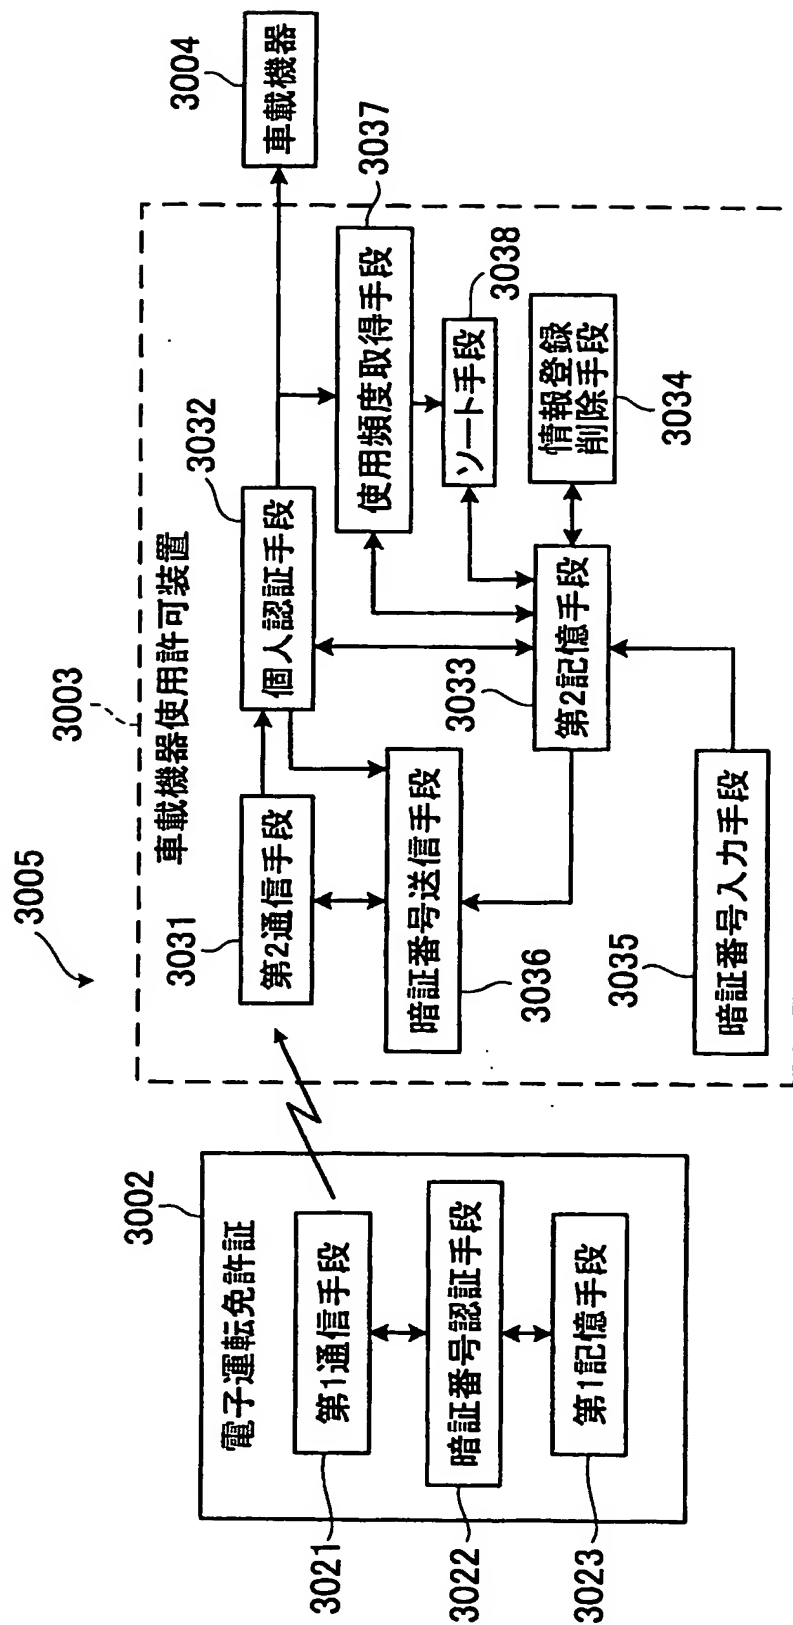 3005
3002
電子運転免許証
3021
第1通信手段
3022
暗証番号認証手段
3023
第1記憶手段
3003
車載機器使用許可装置
3031
第2通信手段
3032
個人認証手段
3004
車載機器
3036
暗証番号送信手段
3037
使用頻度取得手段
3038
ソート手段
3033
第2記憶手段
3034
情報登録
削除手段
3035
暗証番号入力手段